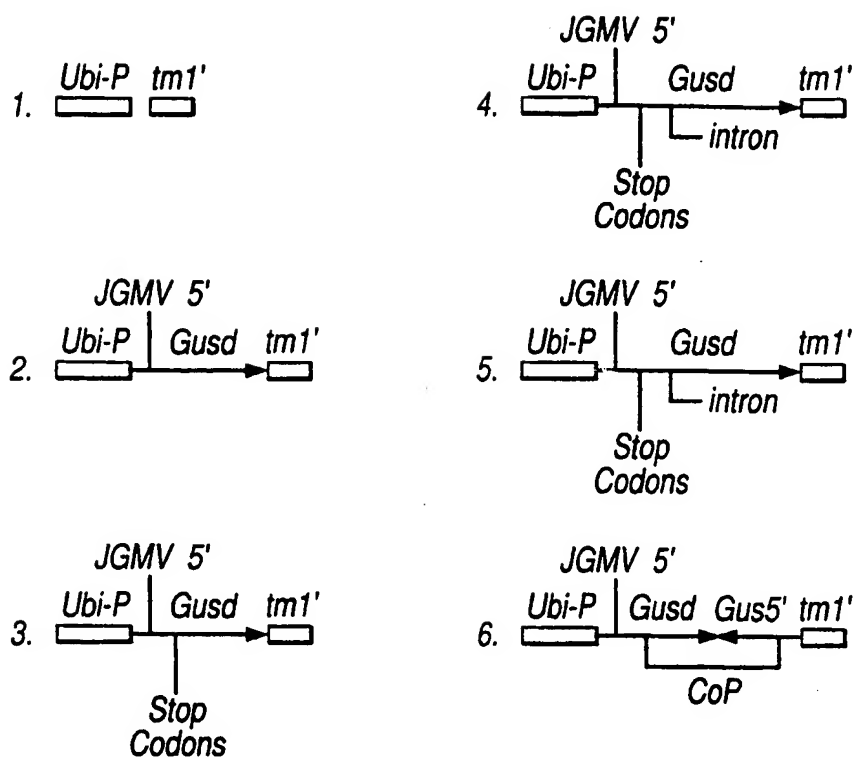 Ubi-P tm1'
1.
JGMV 5'
Ubi-P Gusd tm1'
2.
JGMV 5'
Ubi-P Gusd tm1'
3.
Stop
Codons
JGMV 5'
Ubi-P Gusd tm1'
4.
intron
Stop
Codons
JGMV 5'
Ubi-P Gusd tm1'
5.
intron
Stop
Codons
JGMV 5'
Ubi-P Gusd Gus5' tm1'
6.
CoP